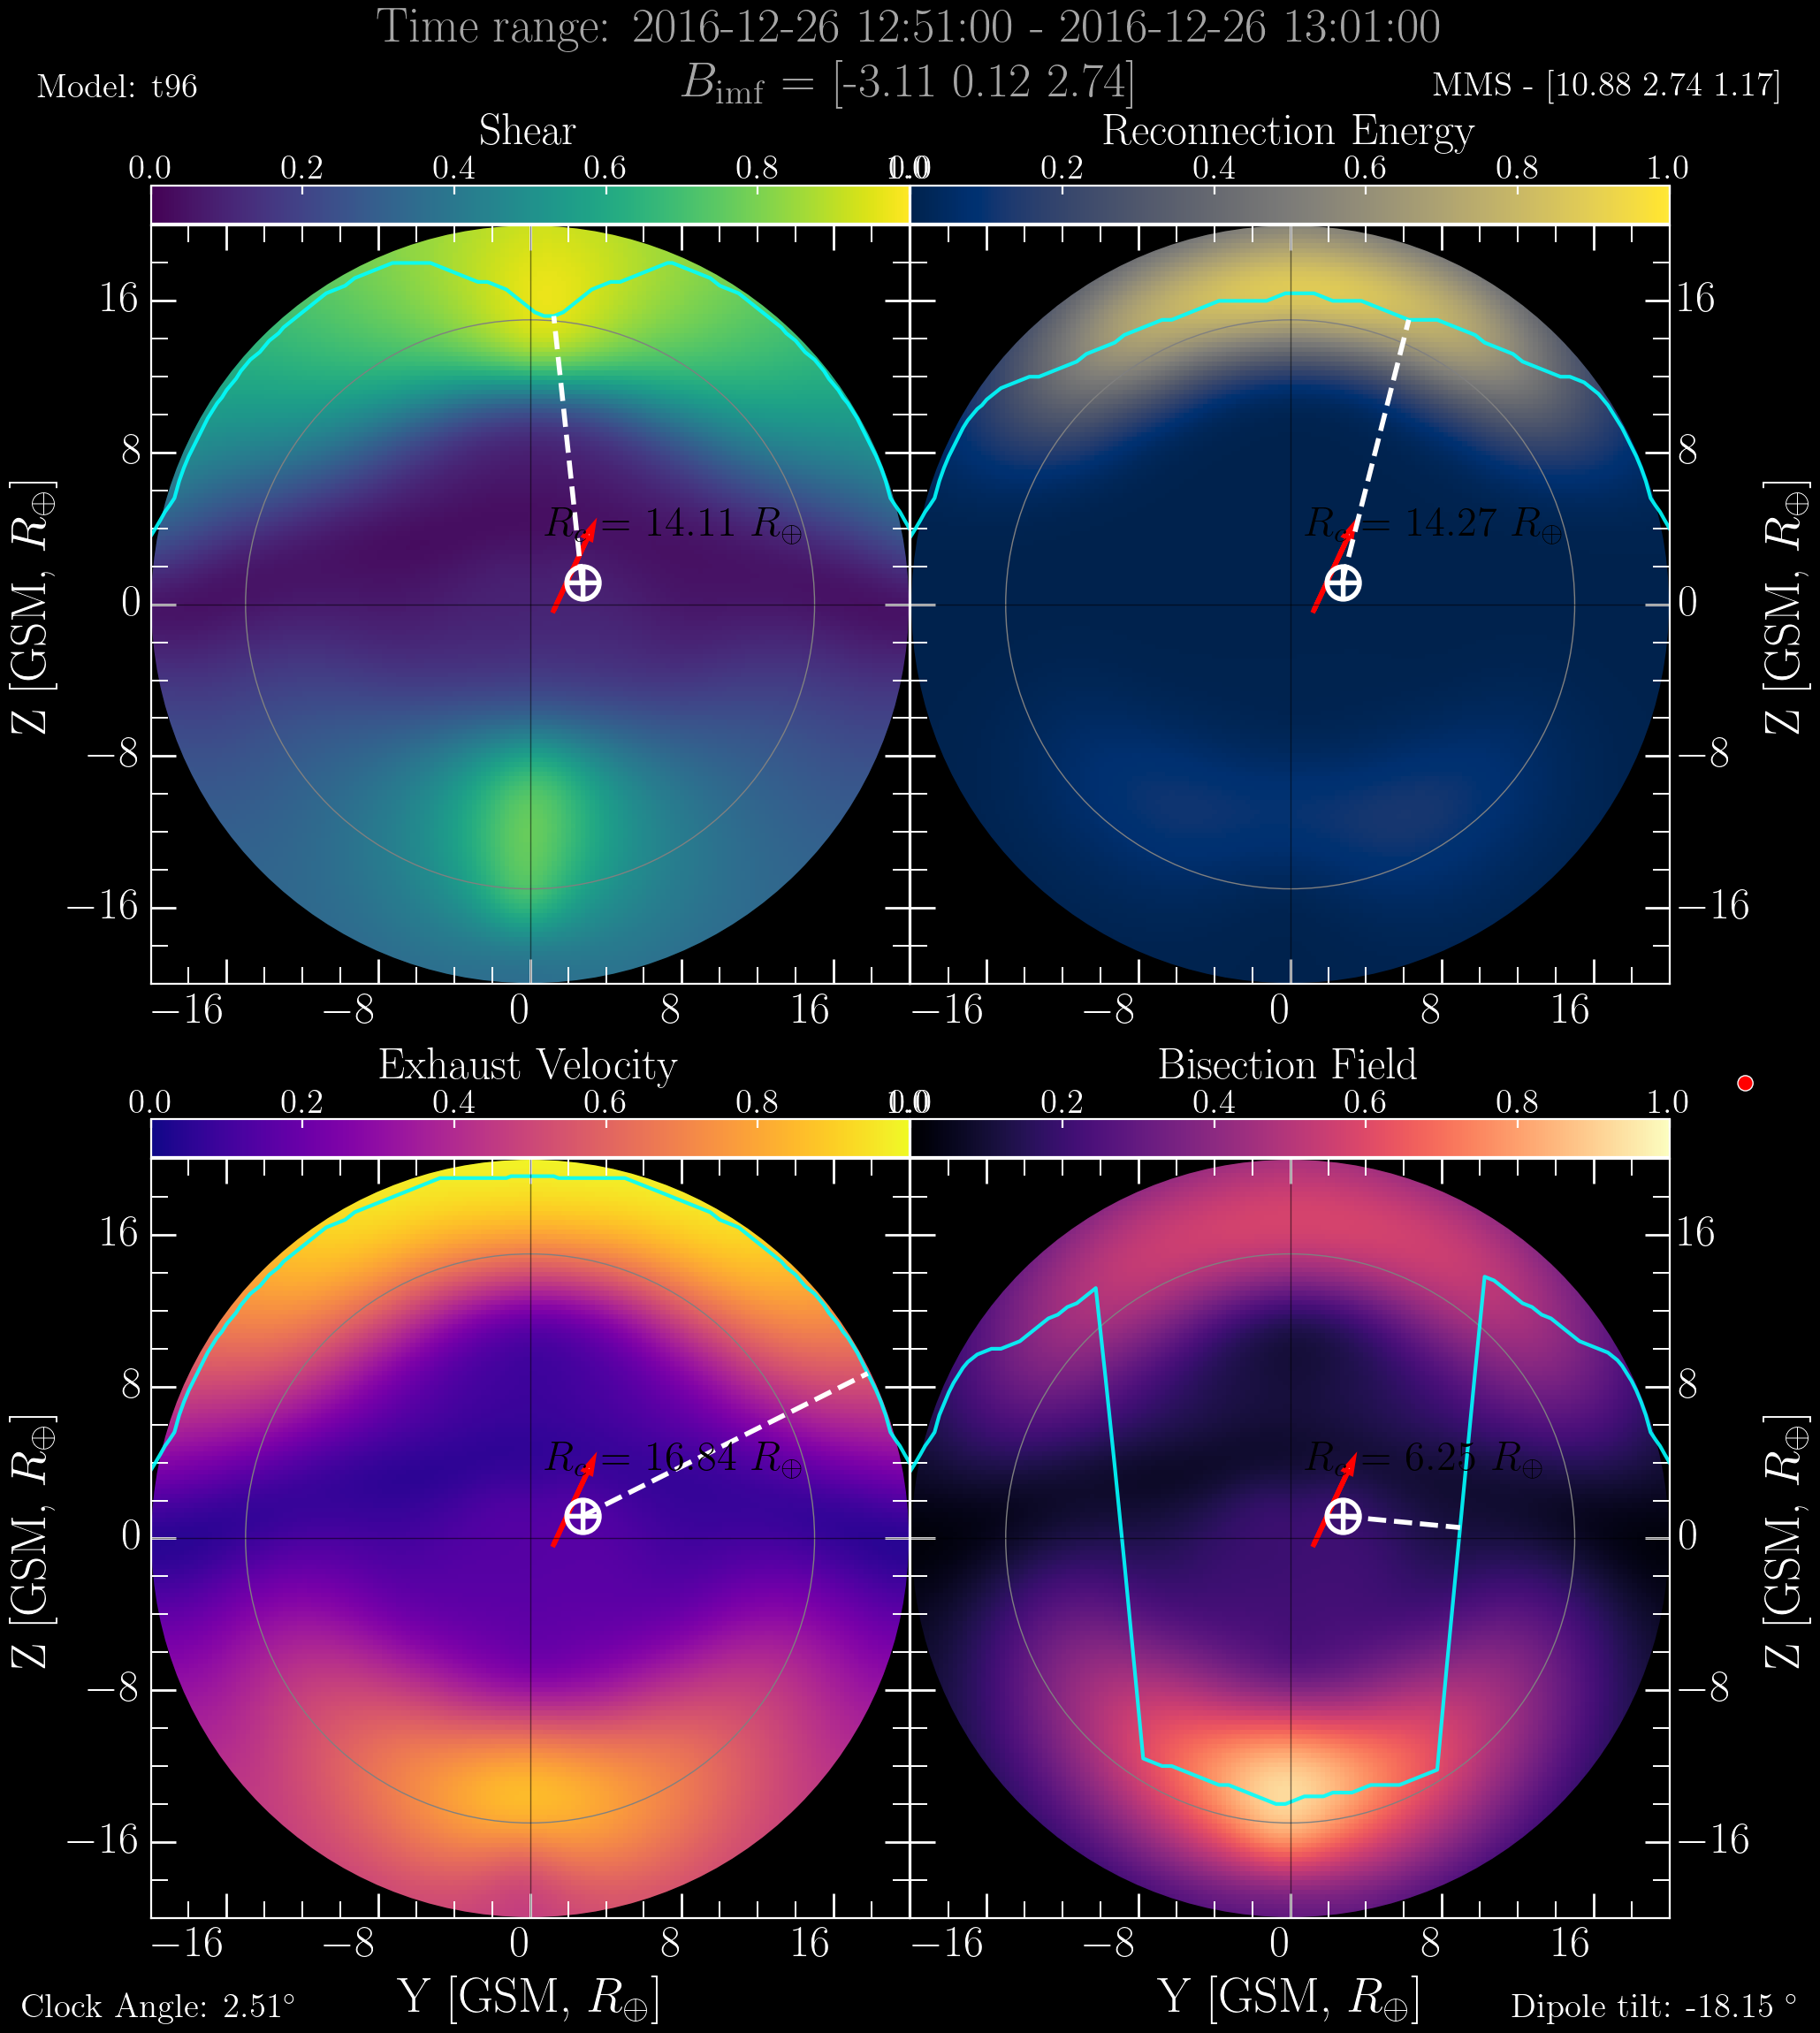 Time range: 2016-12-26 12:51:00 - 2016-12-26 13:01:00
Model: t96
B_imf = [-3.11 0.12 2.74]
MMS - [10.88 2.74 1.17]
Shear
Reconnection Energy
0.0 0.2 0.4 0.6 0.8 1.0
0.0 0.2 0.4 0.6 0.8 1.0
16
8
0
−8
−16
Z [GSM, R⊕]
R_c = 14.11 R⊕
R_c = 14.27 R⊕
16
8
0
−8
−16
Z [GSM, R⊕]
−16 −8 0 8 16
−16 −8 0 8 16
Exhaust Velocity
Bisection Field
0.0 0.2 0.4 0.6 0.8 1.0
0.0 0.2 0.4 0.6 0.8 1.0
16
8
0
−8
−16
Z [GSM, R⊕]
R_c = 16.84 R⊕
R_c = 6.25 R⊕
16
8
0
−8
−16
Z [GSM, R⊕]
−16 −8 0 8 16
−16 −8 0 8 16
Y [GSM, R⊕]
Y [GSM, R⊕]
Clock Angle: 2.51°
Dipole tilt: -18.15 °